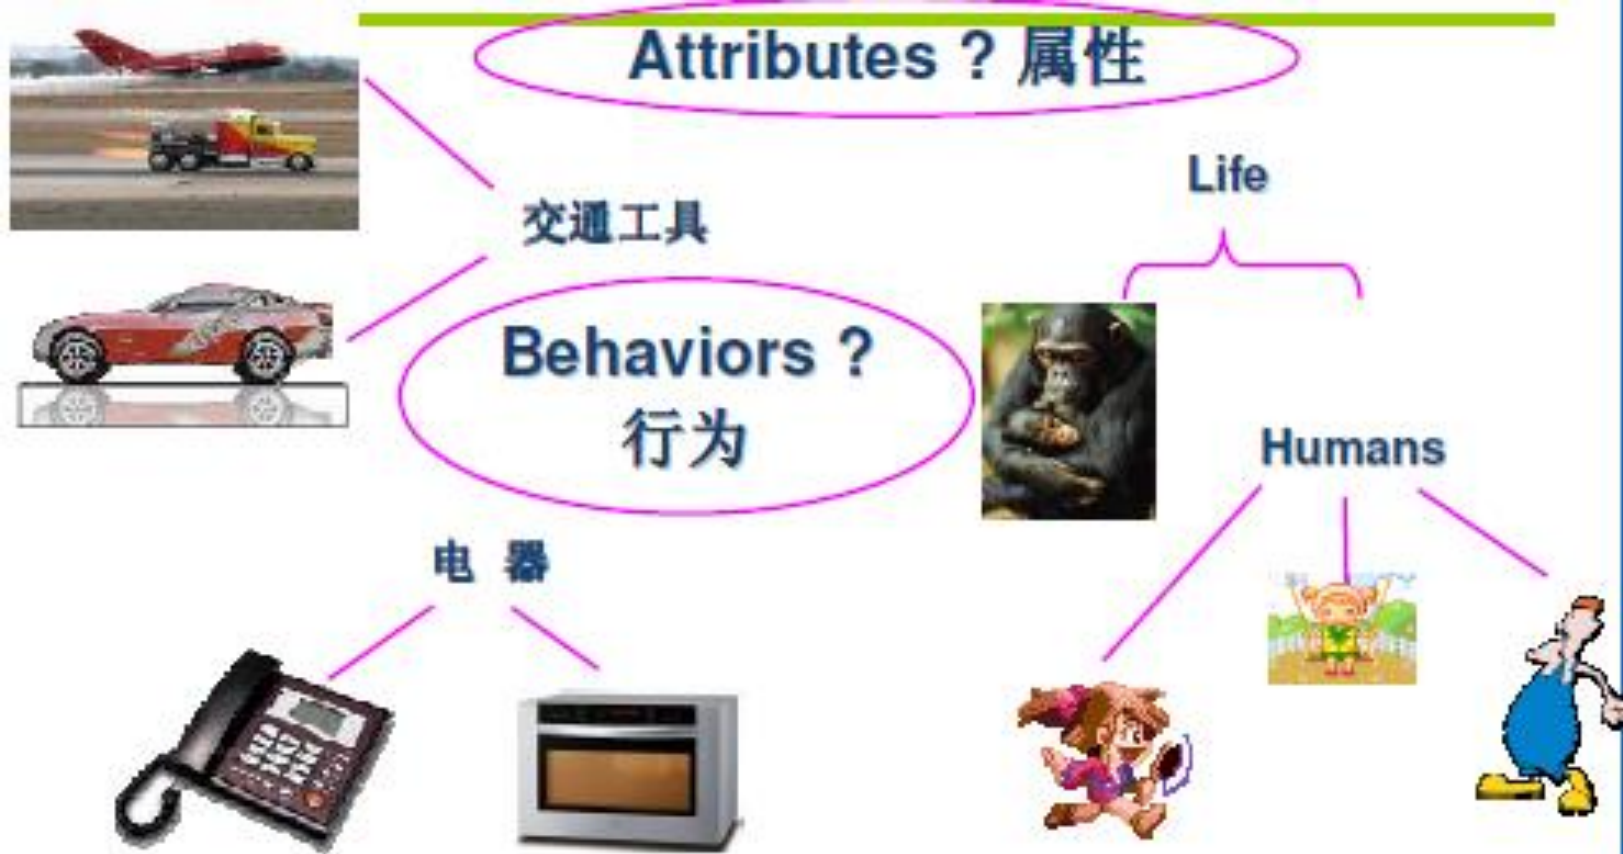 Attributes ? 属性
Life
交通工具
Behaviors ?
行为
Humans
电 器